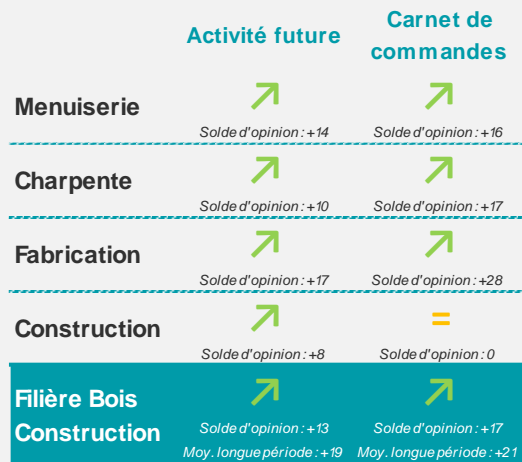 Activité future
Carnet de
commandes
Menuiserie
Solde d'opinion : +14
Solde d'opinion : +16
Charpente
Solde d'opinion : +10
Solde d'opinion : +17
Fabrication
Solde d'opinion : +17
Solde d'opinion : +28
Construction
=
Solde d'opinion : +8
Solde d'opinion : 0
Filière Bois
Construction
Solde d'opinion : +13
Solde d'opinion : +17
Moy. longue période : +19
Moy. longue période : +21